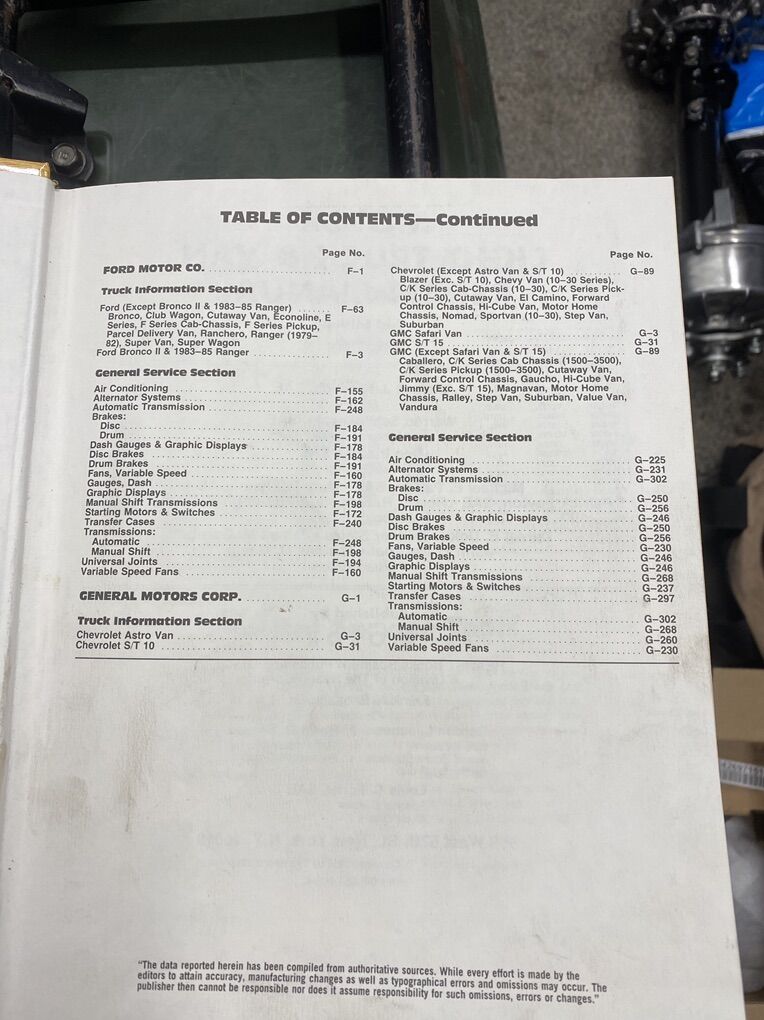 TABLE OF CONTENTS—Continued
Page No.
FORD MOTOR CO. F–1
Truck Information Section
Ford (Except Bronco II & 1983–85 Ranger) F–63
Bronco, Club Wagon, Cutaway Van, Econoline, E
Series, F Series Cab-Chassis, F Series Pickup,
Parcel Delivery Van, Ranchero, Ranger (1979–
82), Super Van, Super Wagon
Ford Bronco II & 1983–85 Ranger F–3
General Service Section
Air Conditioning F–155
Alternator Systems F–162
Automatic Transmission F–248
Brakes:
Disc F–184
Drum F–191
Dash Gauges & Graphic Displays F–178
Disc Brakes F–184
Drum Brakes F–191
Fans, Variable Speed F–160
Gauges, Dash F–178
Graphic Displays F–178
Manual Shift Transmissions F–198
Starting Motors & Switches F–172
Transfer Cases F–240
Transmissions:
Automatic F–248
Manual Shift F–198
Universal Joints F–194
Variable Speed Fans F–160
GENERAL MOTORS CORP. G–1
Truck Information Section
Chevrolet Astro Van G–3
Chevrolet S/T 10 G–31
Page No.
Chevrolet (Except Astro Van & S/T 10) G–89
Blazer (Exc. S/T 10), Chevy Van (10–30 Series),
C/K Series Cab-Chassis (10–30), C/K Series Pick-
up (10–30), Cutaway Van, El Camino, Forward
Control Chassis, Hi-Cube Van, Motor Home
Chassis, Nomad, Sportvan (10–30), Step Van,
Suburban
GMC Safari Van G–3
GMC S/T 15 G–31
GMC (Except Safari Van & S/T 15) G–89
Caballero, C/K Series Cab Chassis (1500–3500),
C/K Series Pickup (1500–3500), Cutaway Van,
Forward Control Chassis, Gaucho, Hi-Cube Van,
Jimmy (Exc. S/T 15), Magnavan, Motor Home
Chassis, Ralley, Step Van, Suburban, Value Van,
Vandura
General Service Section
Air Conditioning G–225
Alternator Systems G–231
Automatic Transmission G–302
Brakes:
Disc G–250
Drum G–256
Dash Gauges & Graphic Displays G–246
Disc Brakes G–250
Drum Brakes G–256
Fans, Variable Speed G–230
Gauges, Dash G–246
Graphic Displays G–246
Manual Shift Transmissions G–268
Starting Motors & Switches G–237
Transfer Cases G–297
Transmissions:
Automatic G–302
Manual Shift G–268
Universal Joints G–260
Variable Speed Fans G–230
"The data reported herein has been compiled from authoritative sources. While every effort is made by the
editors to attain accuracy, manufacturing changes as well as typographical errors and omissions may occur. The
publisher then cannot be responsible nor does it assume responsibility for such omissions, errors or changes."